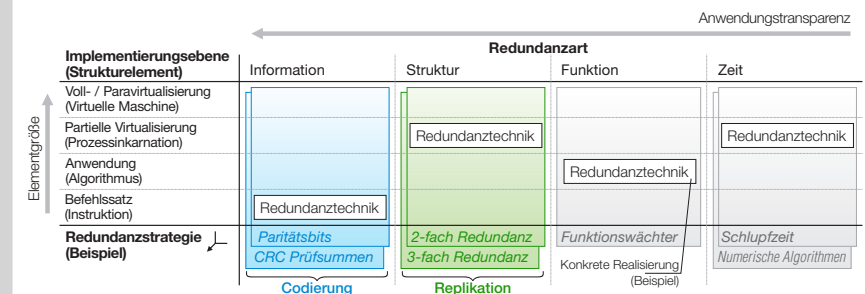 Anwendungstransparenz
Redundanzart
Implementierungsebene
(Strukturelement)
Information
Struktur
Funktion
Zeit
Voll- / Paravirtualisierung
(Virtuelle Maschine)
Partielle Virtualisierung
(Prozessinkarnation)
Redundanztechnik
Redundanztechnik
Anwendung
(Algorithmus)
Redundanztechnik
Befehlssatz
(Instruktion)
Redundanztechnik
Elementgröße
Redundanzstrategie
(Beispiel)
Paritätsbits
2-fach Redundanz
Funktionswächter
Schlupfzeit
CRC Prüfsummen
3-fach Redundanz
Numerische Algorithmen
Konkrete Realisierung
(Beispiel)
Codierung
Replikation